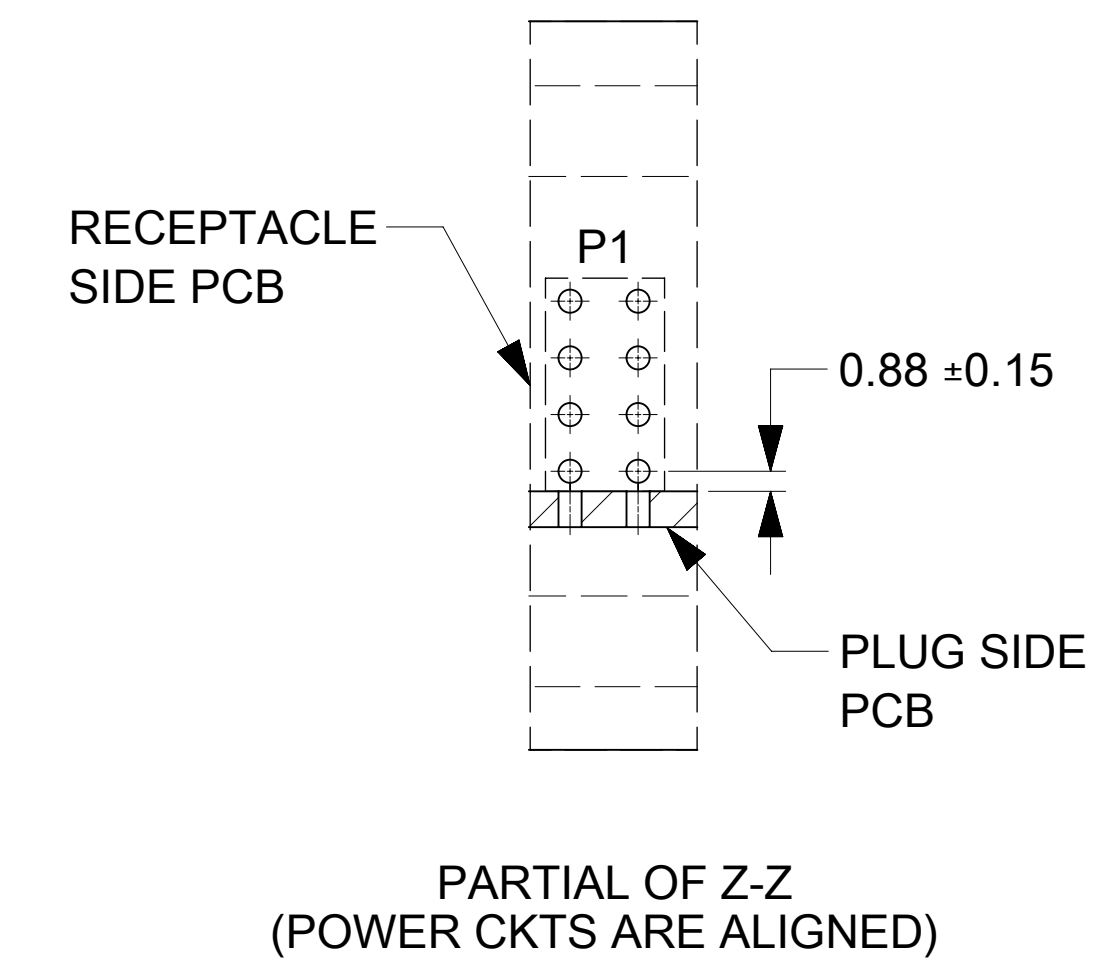 RECEPTACLE
SIDE PCB
P1
0.88 ±0.15
PLUG SIDE
PCB
PARTIAL OF Z-Z
(POWER CKTS ARE ALIGNED)